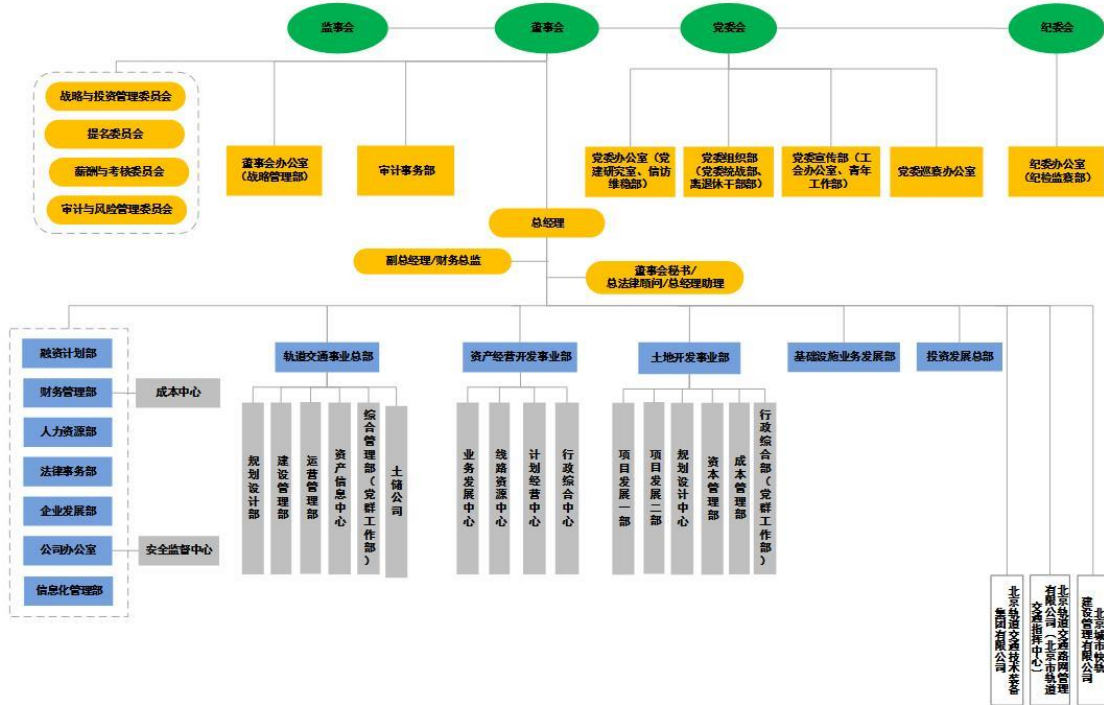 监事会
董事会
党委会
纪委会
战略与投资管理委员会
提名委员会
薪酬与考核委员会
审计与风险管理委员会
董事会办公室
（战略管理部）
审计事务部
党委办公室（党
建研究室、信访
维稳部）
党委组织部
（党委统战部、
离退休干部部）
党委宣传部（工
会办公室、青年
工作部）
党委巡察办公室
纪委办公室
（纪检监察部）
总经理
副总经理/财务总监
董事会秘书/
总法律顾问/总经理助理
融资计划部
财务管理部
成本中心
人力资源部
法律事务部
企业发展部
公司办公室
安全监督中心
信息化管理部
轨道交通事业总部
规划设计部
建设管理部
运营管理部
资产信息中心
综合管理部（党群工作部）
土储公司
资产经营开发事业部
业务发展中心
线路资源中心
计划经营中心
行政综合中心
土地开发事业部
项目发展一部
项目发展二部
规划设计中心
资本管理部
成本管理部
行政综合部（党群工作部）
基础设施业务发展部
投资发展总部
北京轨道交通技术装备
集团有限公司
北京轨道交通路网管理
有限公司（北京市轨道
交通指挥中心）
北京城市快轨
建设管理有限公司